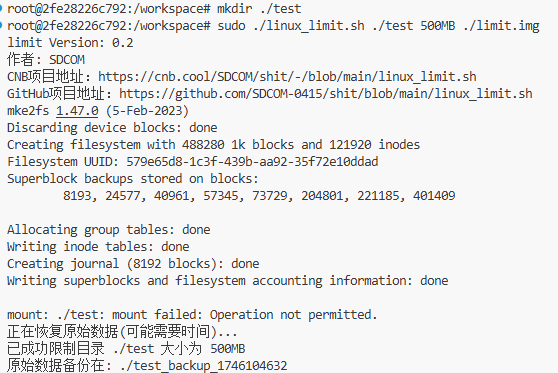 root@2fe28226c792:/workspace# mkdir ./test
root@2fe28226c792:/workspace# sudo ./linux_limit.sh ./test 500MB ./limit.img
limit Version: 0.2
作者: SDCOM
CNB项目地址: https://cnb.cool/SDCOM/shit/-/blob/main/linux_limit.sh
GitHub项目地址: https://github.com/SDCOM-0415/shit/blob/main/linux_limit.sh
mke2fs 1.47.0 (5-Feb-2023)
Discarding device blocks: done
Creating filesystem with 488280 1k blocks and 121920 inodes
Filesystem UUID: 579e65d8-1c3f-439b-aa92-35f72e10ddad
Superblock backups stored on blocks:
8193, 24577, 40961, 57345, 73729, 204801, 221185, 401409
Allocating group tables: done
Writing inode tables: done
Creating journal (8192 blocks): done
Writing superblocks and filesystem accounting information: done
mount: ./test: mount failed: Operation not permitted.
正在恢复原始数据(可能需要时间)...
已成功限制目录 ./test 大小为 500MB
原始数据备份在: ./test_backup_1746104632